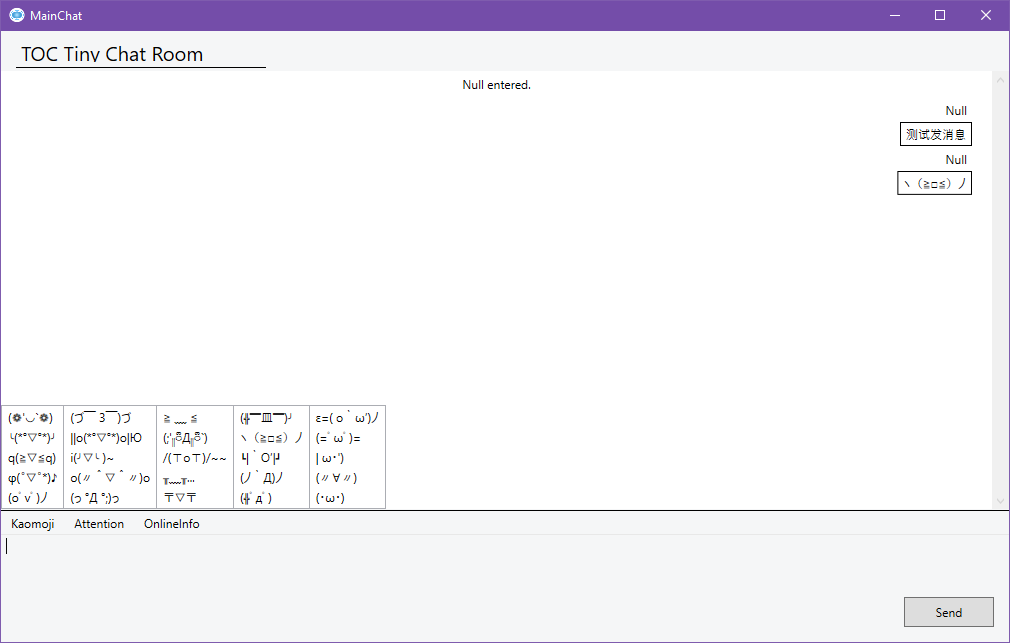 MainChat
TOC Tiny Chat Room
Null entered.
Null
测试发消息
Null
ヽ（≧□≦）ノ
(❁´◡`❁) (づ￣ 3￣)づ ≧ ﹏ ≦ (╬▔皿▔)╯ ε=( o｀ω′)ノ
╰(*°▽°*)╯ ||o(*°▽°*)o|Ю (;´༎ຶД༎ຶ`) ヽ（≧□≦）ノ (=ﾟωﾟ)=
q(≧▽≦q) i(╯▽╰ )~ /(ㄒoㄒ)/~~ ┗|｀O′|┛ | ω・')
φ(゜▽゜*)♪ o(〃＾▽＾〃)o ╥﹏╥... (ノ｀Д)ノ (〃∀〃)
(oﾟvﾟ)ノ (っ °Д °;)っ 〒▽〒 (╬ﾟдﾟ) (･ω･)
Kaomoji Attention OnlineInfo
Send